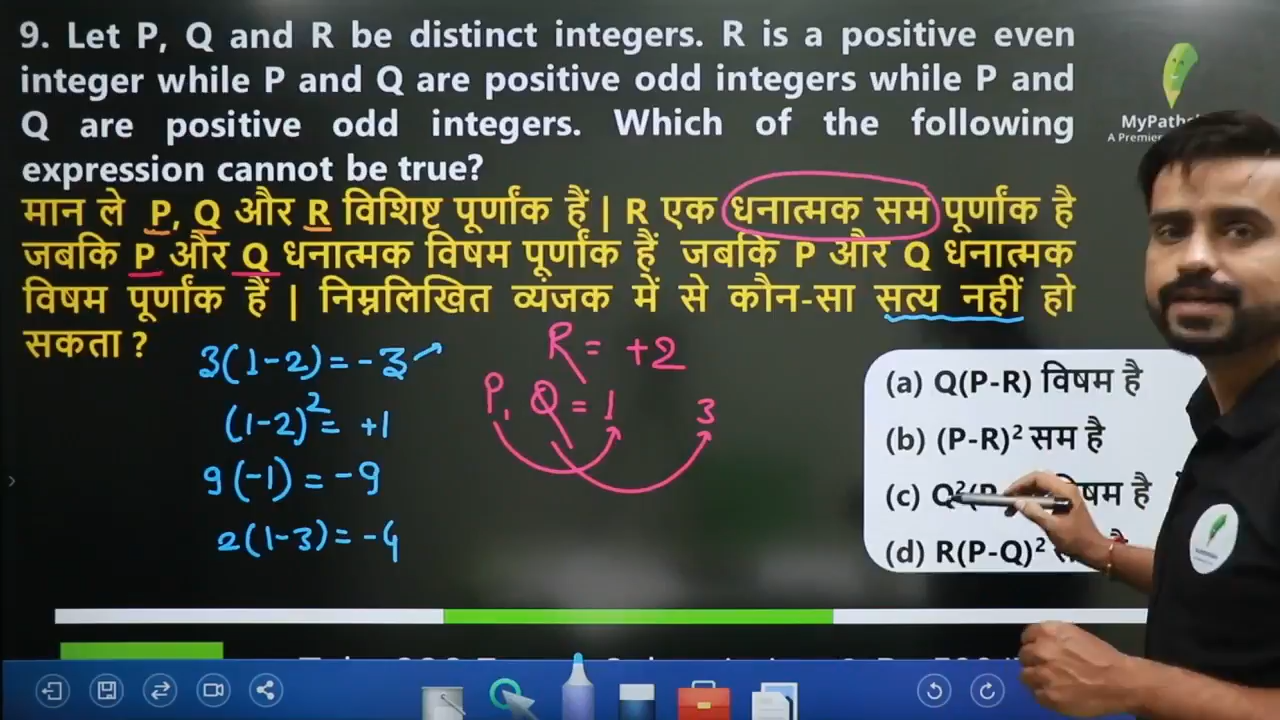 9. Let P, Q and R be distinct integers. R is a positive even
integer while P and Q are positive odd integers while P and
Q are positive odd integers. Which of the following
expression cannot be true?
मान ले P, Q और R विशिष्ट पूर्णांक हैं | R एक धनात्मक सम पूर्णांक है
जबकि P और Q धनात्मक विषम पूर्णांक हैं जबकि P और Q धनात्मक
विषम पूर्णांक हैं | निम्नलिखित व्यंजक में से कौन-सा सत्य नहीं हो
सकता ?
3(1-2) = -3
(1-2)² = +1
9(-1) = -9
2(1-3) = -4
R = +2
P, Q = 1 3
(a) Q(P-R) विषम है
(b) (P-R)² सम है
(c) Q²(P विषम है
(d) R(P-Q)²
A Premie